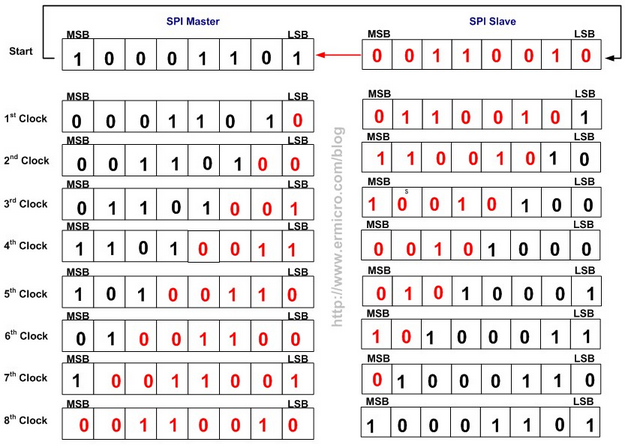 SPI Master SPI Slave
MSB LSB MSB LSB
Start 1 0 0 0 1 1 0 1 0 0 1 1 0 0 1 0
MSB LSB MSB LSB
1st Clock 0 0 0 1 1 0 1 0 0 1 1 0 0 1 0 1
MSB LSB MSB LSB
2nd Clock 0 0 1 1 0 1 0 0 1 1 0 0 1 0 1 0
MSB LSB MSB LSB
3rd Clock 0 1 1 0 1 0 0 1 1 0 s 0 1 0 1 0 0
MSB LSB MSB LSB
4th Clock 1 1 0 1 0 0 1 1 0 0 1 0 1 0 0 0
MSB LSB MSB LSB
5th Clock 1 0 1 0 0 1 1 0 0 1 0 1 0 0 0 1
MSB LSB MSB LSB
6th Clock 0 1 0 0 1 1 0 0 1 0 1 0 0 0 1 1
MSB LSB MSB LSB
7th Clock 1 0 0 1 1 0 0 1 0 1 0 0 0 1 1 0
MSB LSB MSB LSB
8th Clock 0 0 1 1 0 0 1 0 1 0 0 0 1 1 0 1
http://www.ermicro.com/blog